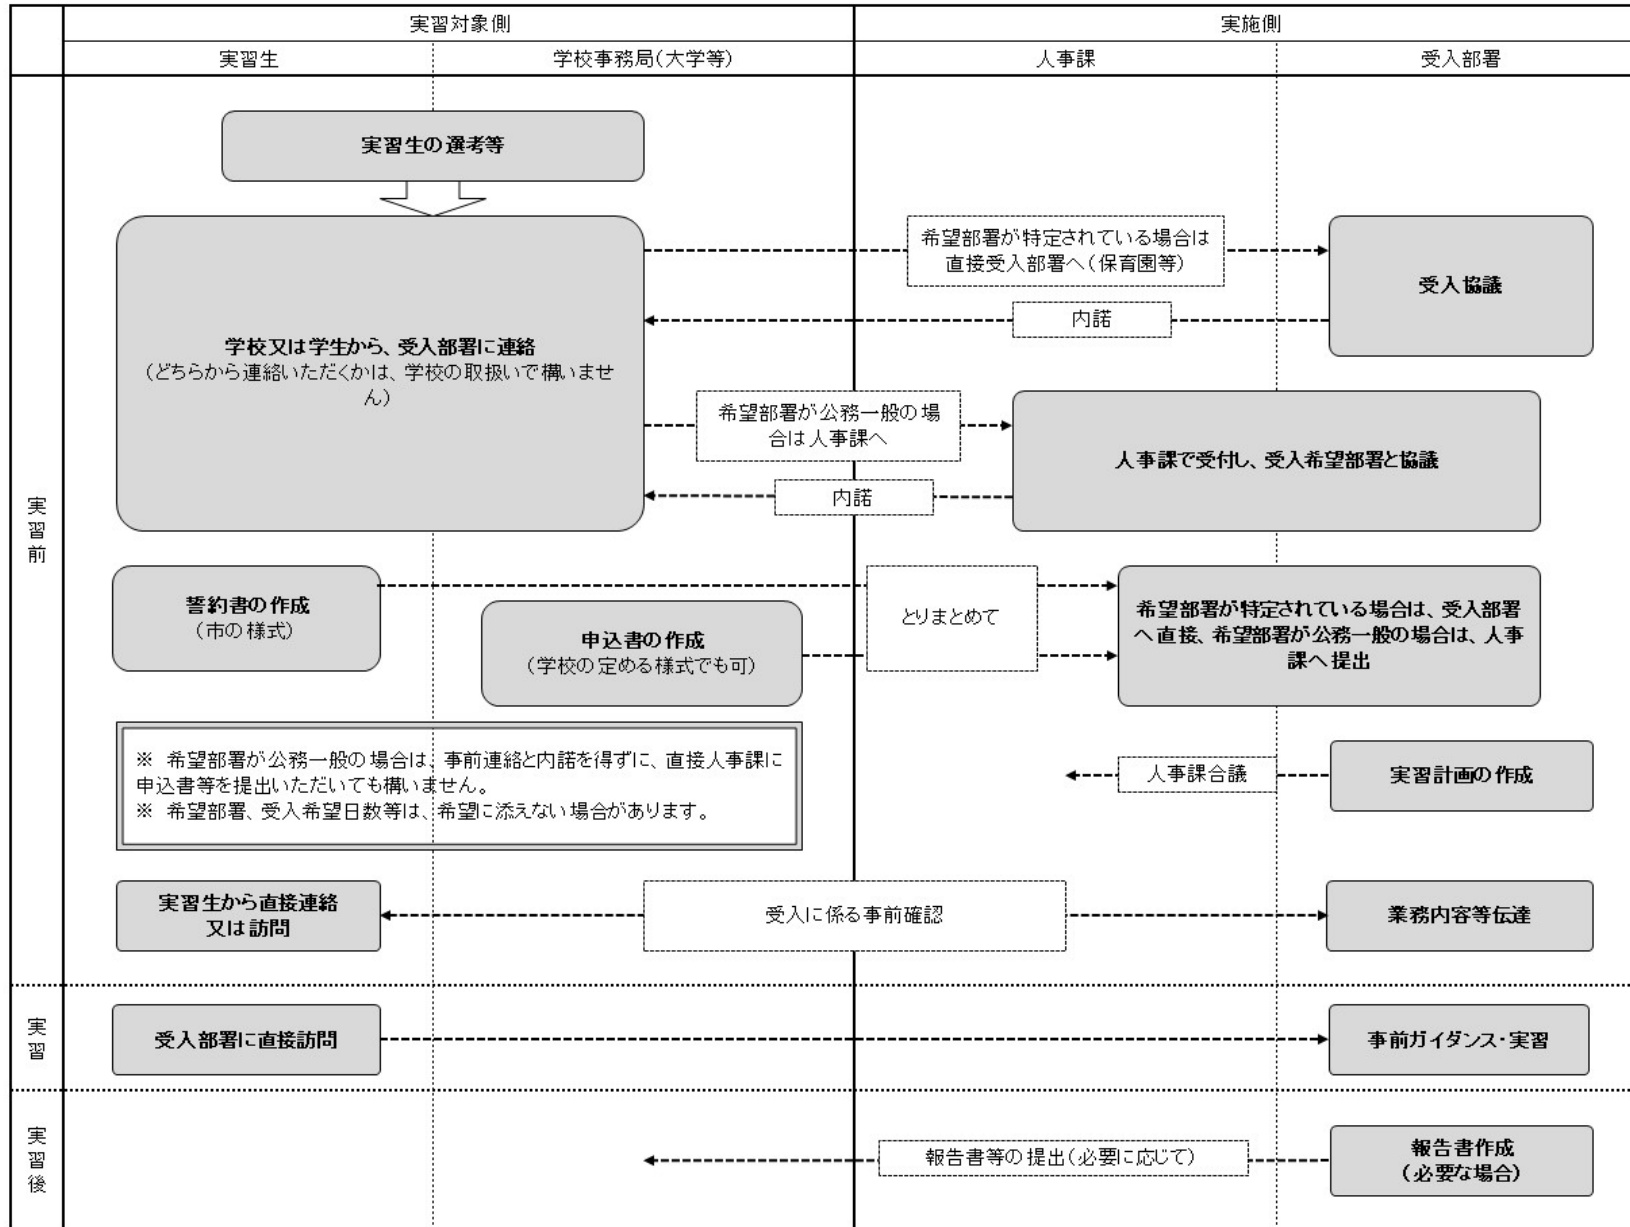 実習対象側
実施側
実習生
学校事務局(大学等)
人事課
受入部署
実習前
実習生の選考等
学校又は学生から、受入部署に連絡
(どちらから連絡いただくかは、学校の取扱いで構いませ
ん)
希望部署が特定されている場合は
直接受入部署へ(保育園等)
受入協議
内諾
希望部署が公務一般の場
合は人事課へ
人事課で受付し、受入希望部署と協議
内諾
誓約書の作成
(市の様式)
申込書の作成
(学校の定める様式でも可)
とりまとめて
希望部署が特定されている場合は、受入部署
へ直接、希望部署が公務一般の場合は、人事
課へ提出
※ 希望部署が公務一般の場合は、事前連絡と内諾を得ずに、直接人事課に
申込書等を提出いただいても構いません。
※ 希望部署、受入希望日数等は、希望に添えない場合があります。
人事課合議
実習計画の作成
実習生から直接連絡
又は訪問
受入に係る事前確認
業務内容等伝達
実習
受入部署に直接訪問
事前ガイダンス・実習
実習後
報告書等の提出(必要に応じて)
報告書作成
(必要な場合)